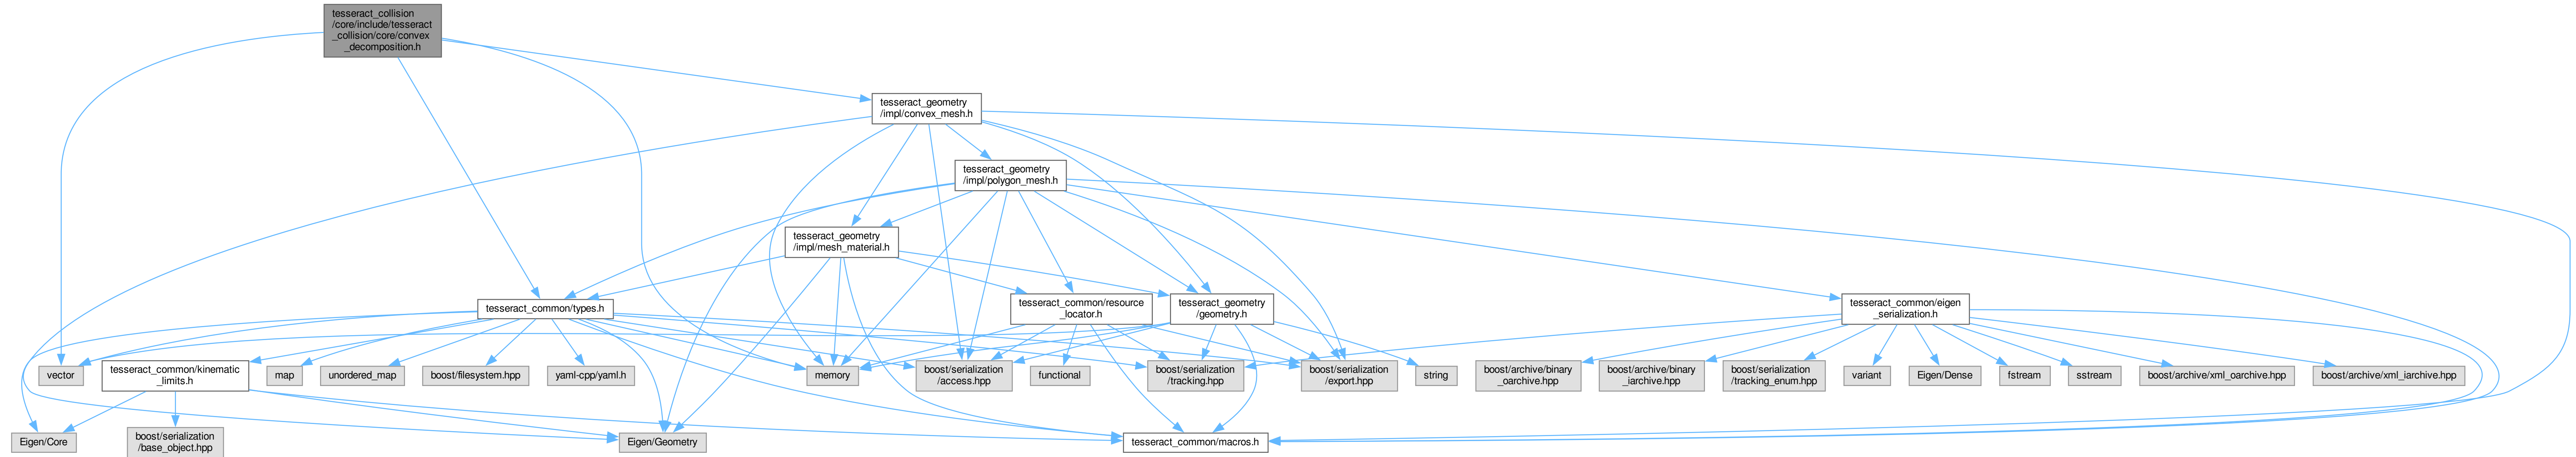 tesseract_collision
/core/include/tesseract
_collision/core/convex
_decomposition.h
tesseract_geometry
/impl/convex_mesh.h
tesseract_geometry
/impl/polygon_mesh.h
tesseract_geometry
/impl/mesh_material.h
tesseract_common/types.h
tesseract_common/resource
_locator.h
tesseract_geometry
/geometry.h
tesseract_common/eigen
_serialization.h
vector
tesseract_common/kinematic
_limits.h
map
unordered_map
boost/filesystem.hpp
yaml-cpp/yaml.h
memory
boost/serialization
/access.hpp
functional
boost/serialization
/tracking.hpp
boost/serialization
/export.hpp
string
boost/archive/binary
_oarchive.hpp
boost/archive/binary
_iarchive.hpp
boost/serialization
/tracking_enum.hpp
variant
Eigen/Dense
fstream
sstream
boost/archive/xml_oarchive.hpp
boost/archive/xml_iarchive.hpp
Eigen/Core
boost/serialization
/base_object.hpp
Eigen/Geometry
tesseract_common/macros.h